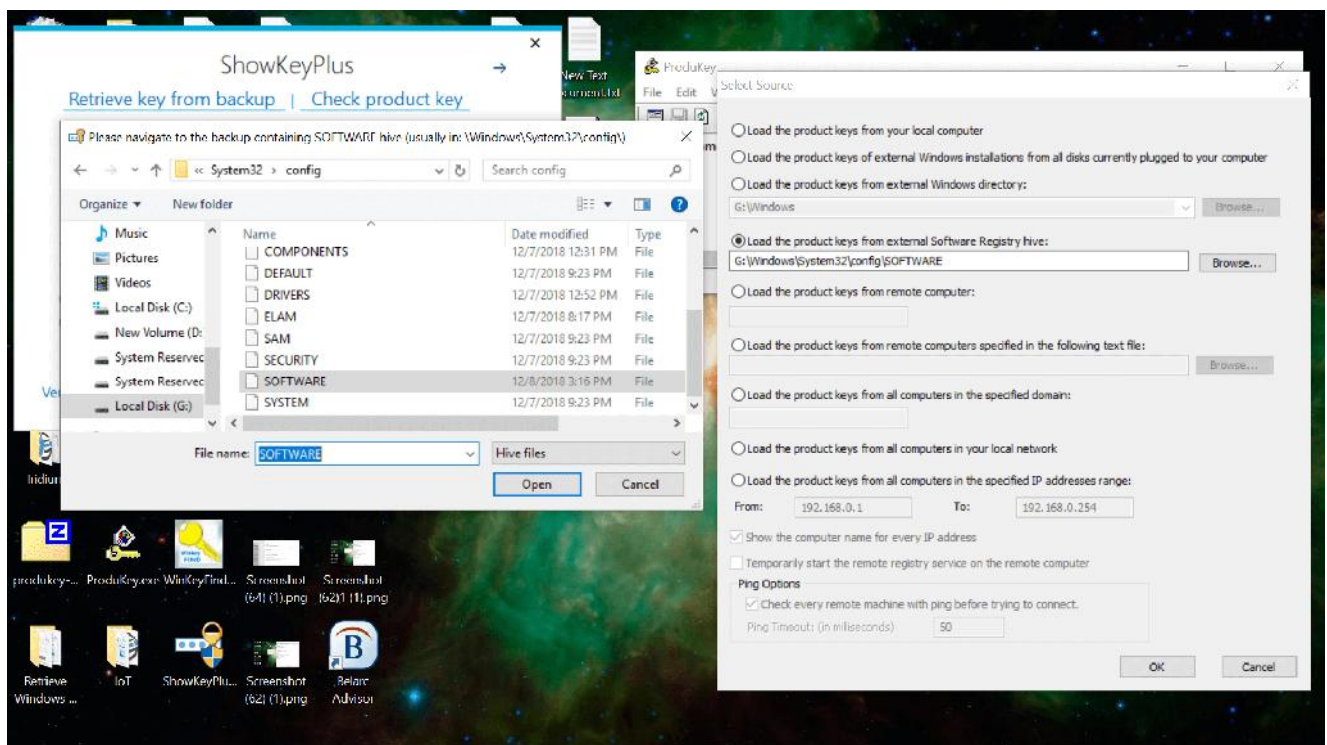 ShowKeyPlus
Retrieve key from backup | Check product key
Please navigate to the backup containing SOFTWARE hive (usually in: \Windows\System32\config\)
« System32 › config
Search config
Organize
New folder
Music
Pictures
Videos
Local Disk (C:)
New Volume (D:
System Reservec
System Reservec
Local Disk (G:)
Name Date modified Type
COMPONENTS 12/7/2018 12:31 PM File
DEFAULT 12/7/2018 9:23 PM File
DRIVERS 12/7/2018 12:52 PM File
ELAM 12/7/2018 8:17 PM File
SAM 12/7/2018 9:23 PM File
SECURITY 12/7/2018 9:23 PM File
SOFTWARE 12/8/2018 3:16 PM File
SYSTEM 12/7/2018 9:23 PM File
File name: SOFTWARE
Hive files
Open Cancel
Ver
New Text
ProduKey
File Edit V
Select Source
Load the product keys from your local computer
Load the product keys of external Windows installations from all disks currently plugged to your computer
Load the product keys from external Windows directory:
G:\Windows
Browse...
Load the product keys from external Software Registry hive:
G:\Windows\System32\config\SOFTWARE
Browse...
Load the product keys from remote computer:
Load the product keys from remote computers specified in the following text file:
Browse...
Load the product keys from all computers in the specified domain:
Load the product keys from all computers in your local network
Load the product keys from all computers in the specified IP addresses range:
From: 192.168.0.1 To: 192.168.0.254
Show the computer name for every IP address
Temporarily start the remote registry service on the remote computer
Ping Options
Check every remote machine with ping before trying to connect.
Ping Timeout: (in miliseconds) 50
OK Cancel
Iridiun
produkey-... ProduKey.exe WinKeyFind... Screenshot Screenshot
(64) (1).png (62)1 (1).png
Retrieve IoT ShowKeyPlu... Screenshot Belarc
Windows ... (62) (1).png Advisor